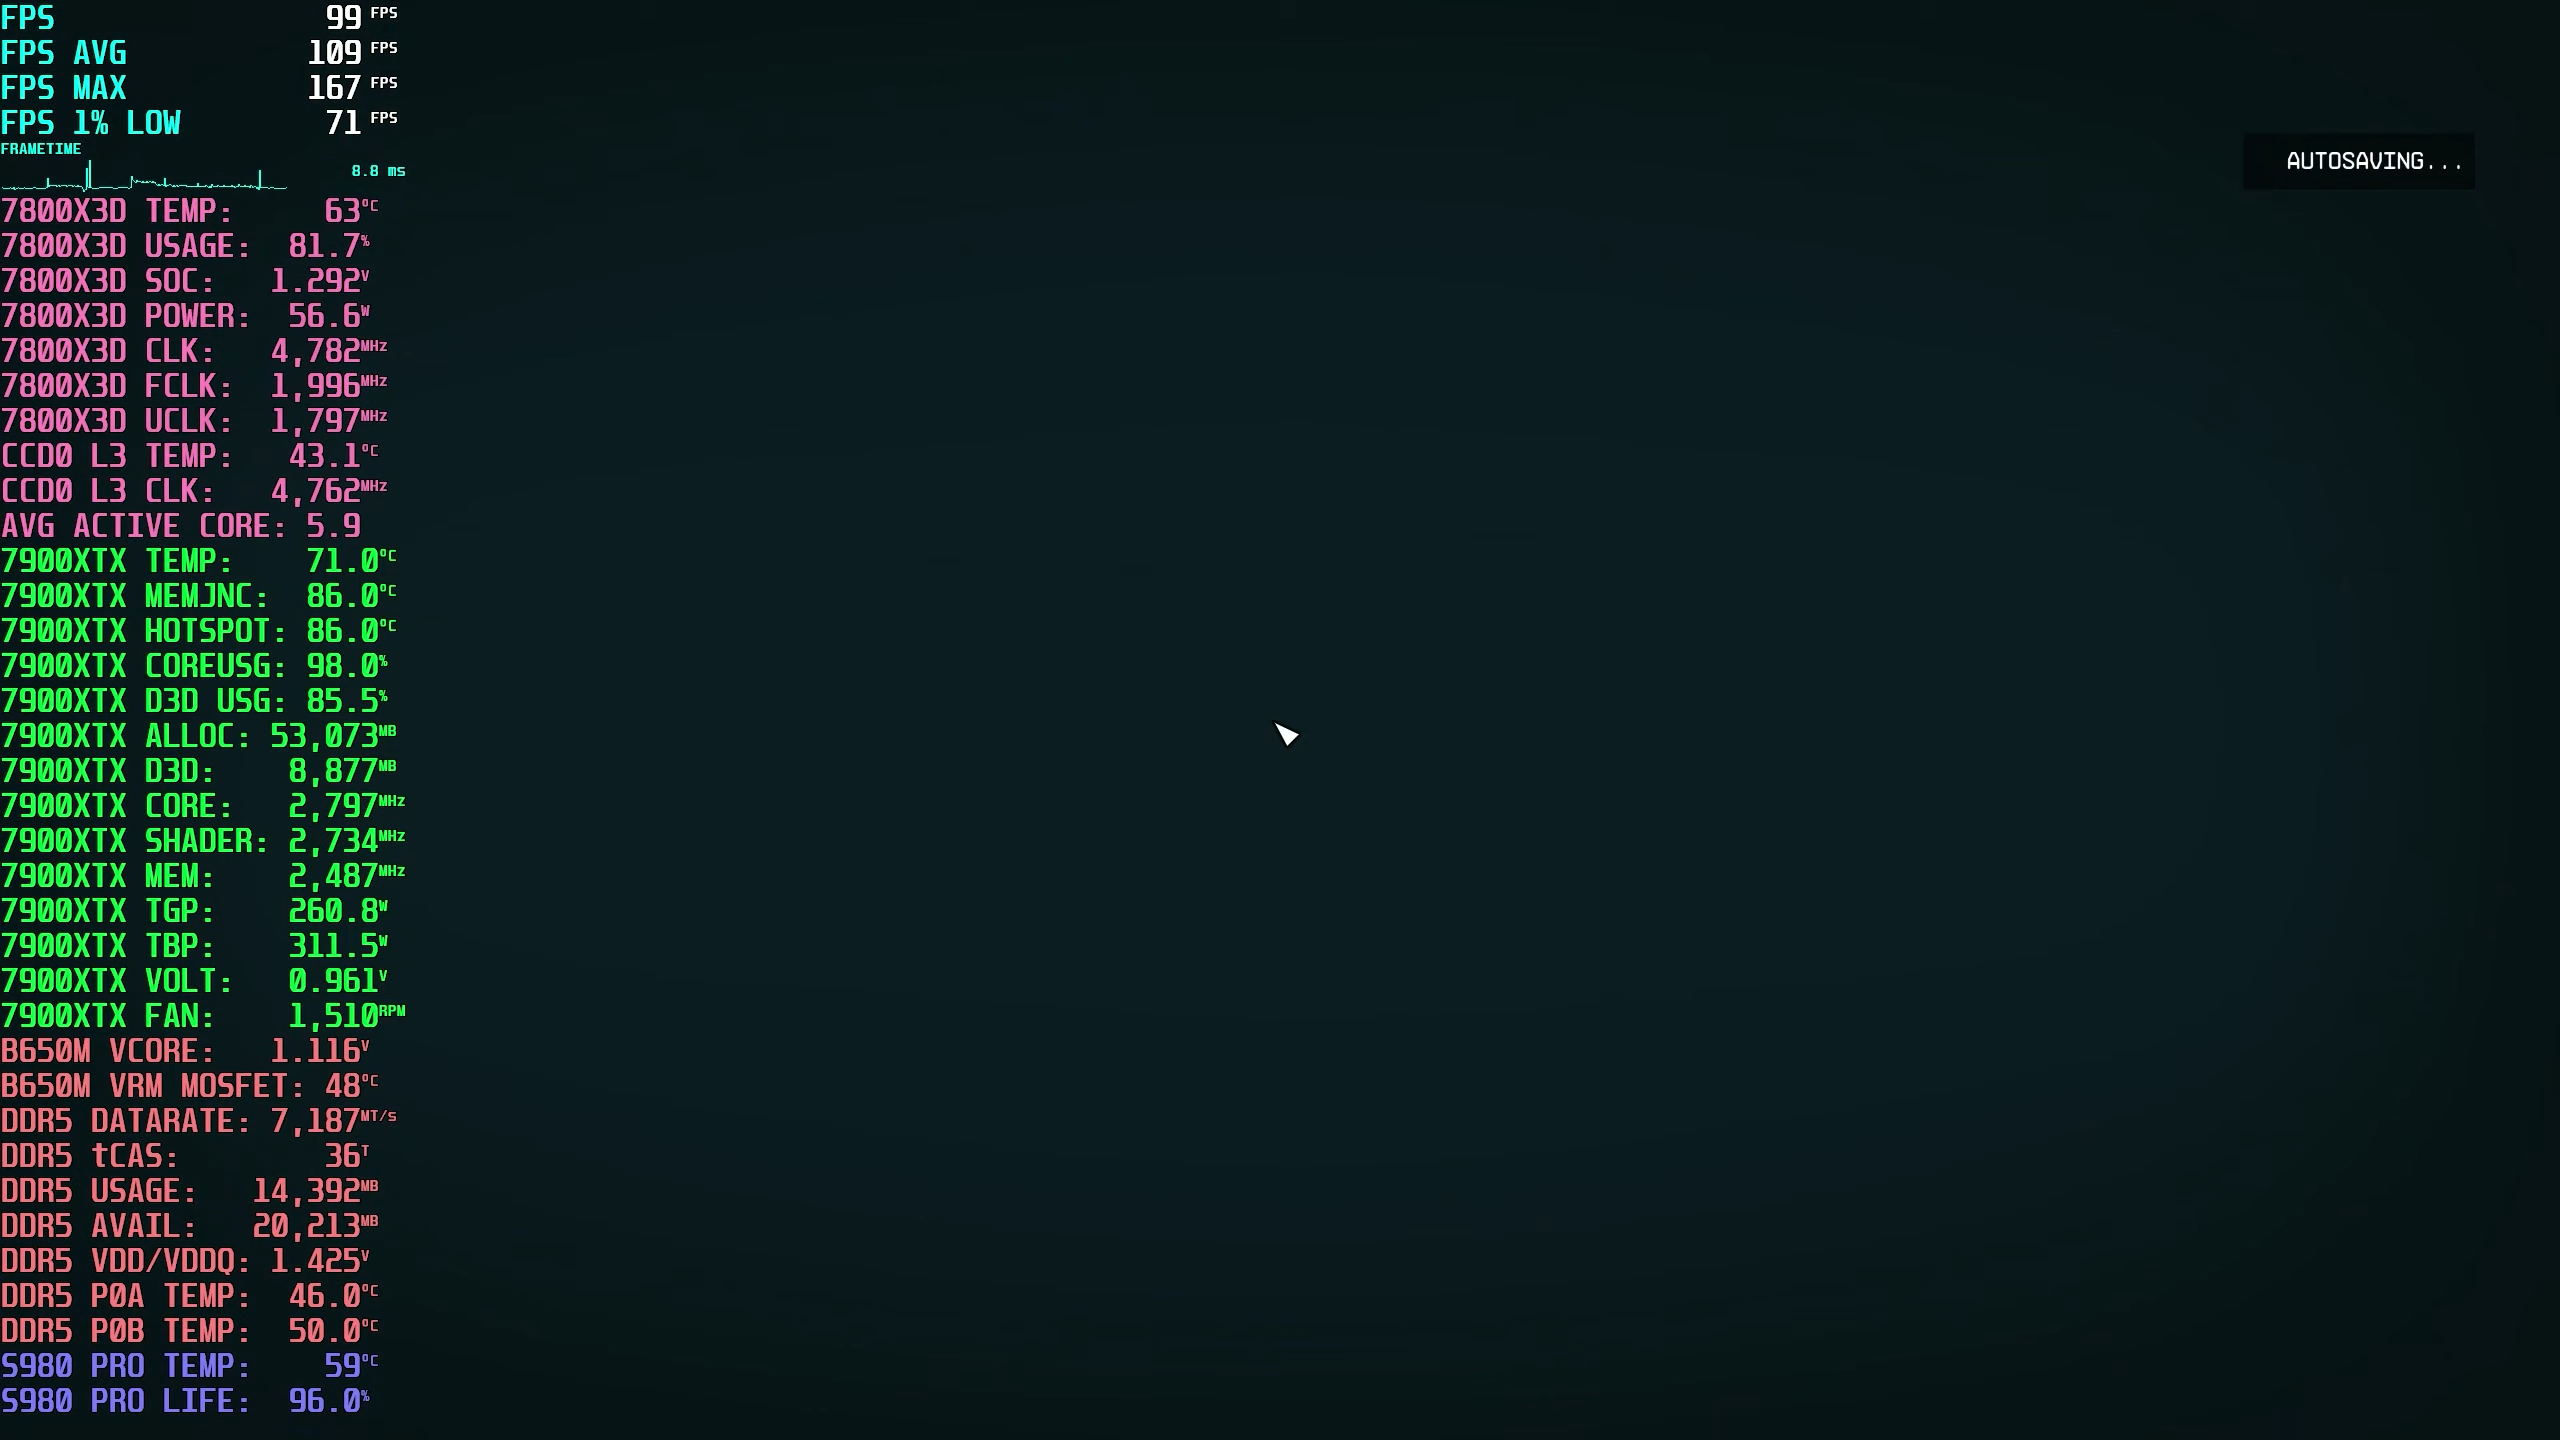 FPS 99 FPS
FPS AVG 109 FPS
FPS MAX 167 FPS
FPS 1% LOW 71 FPS
FRAMETIME
8.8 ms
AUTOSAVING...
7800X3D TEMP: 63°C
7800X3D USAGE: 81.7%
7800X3D SOC: 1.292V
7800X3D POWER: 56.6W
7800X3D CLK: 4,782MHz
7800X3D FCLK: 1,996MHz
7800X3D UCLK: 1,797MHz
CCD0 L3 TEMP: 43.1°C
CCD0 L3 CLK: 4,762MHz
AVG ACTIVE CORE: 5.9
7900XTX TEMP: 71.0°C
7900XTX MEMJNC: 86.0°C
7900XTX HOTSPOT: 86.0°C
7900XTX COREUSG: 98.0%
7900XTX D3D USG: 85.5%
7900XTX ALLOC: 53,073MB
7900XTX D3D: 8,877MB
7900XTX CORE: 2,797MHz
7900XTX SHADER: 2,734MHz
7900XTX MEM: 2,487MHz
7900XTX TGP: 260.8W
7900XTX TBP: 311.5W
7900XTX VOLT: 0.961V
7900XTX FAN: 1,510RPM
B650M VCORE: 1.116V
B650M VRM MOSFET: 48°C
DDR5 DATARATE: 7,187MT/s
DDR5 tCAS: 36T
DDR5 USAGE: 14,392MB
DDR5 AVAIL: 20,213MB
DDR5 VDD/VDDQ: 1.425V
DDR5 P0A TEMP: 46.0°C
DDR5 P0B TEMP: 50.0°C
S980 PRO TEMP: 59°C
S980 PRO LIFE: 96.0%